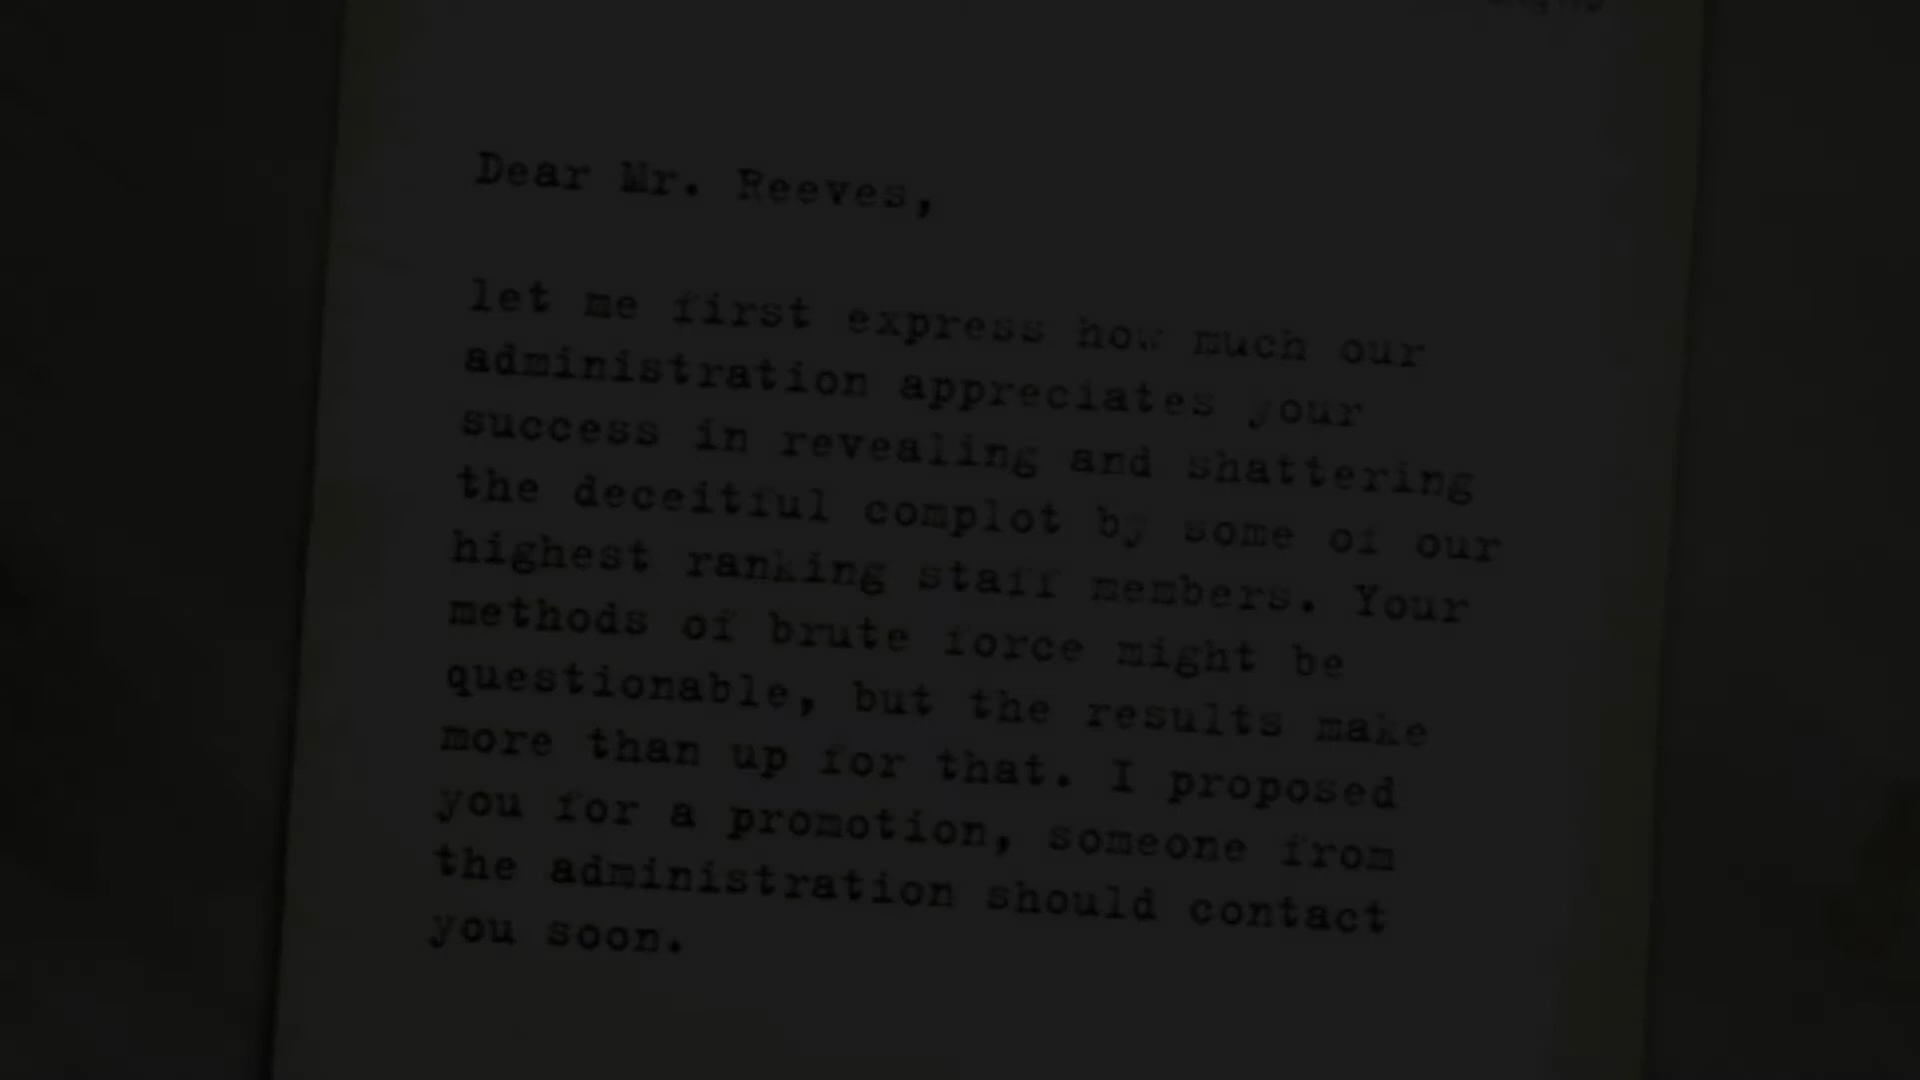 Dear Mr. Reeves,
let me first express how much our
administration appreciates your
success in revealing and shattering
the deceitful complot by some of our
highest ranking staff members. Your
methods of brute force might be
questionable, but the results make
more than up for that. I proposed
you for a promotion, someone from
the administration should contact
you soon.